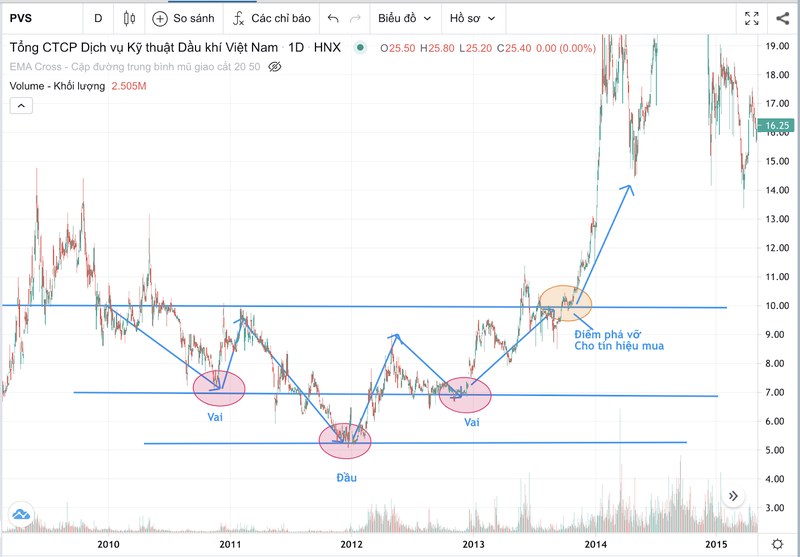 PVS D So sánh Các chỉ báo Biểu đồ Hồ sơ
Tổng CTCP Dịch vụ Kỹ thuật Dầu khí Việt Nam · 1D · HNX O25.50 H25.80 L25.20 C25.40 0.00 (0.00%)
EMA Cross - Cặp đường trung bình mũ giao cắt 20 50
Volume - Khối lượng 2.505M
19.00
18.00
17.00
16.25
16.00
15.00
14.00
13.00
12.00
11.00
10.00
9.00
Điểm phá vỡ
Cho tín hiệu mua
8.00
7.00
Vai
Vai
6.00
5.00
Đầu
4.00
3.00
2010 2011 2012 2013 2014 2015